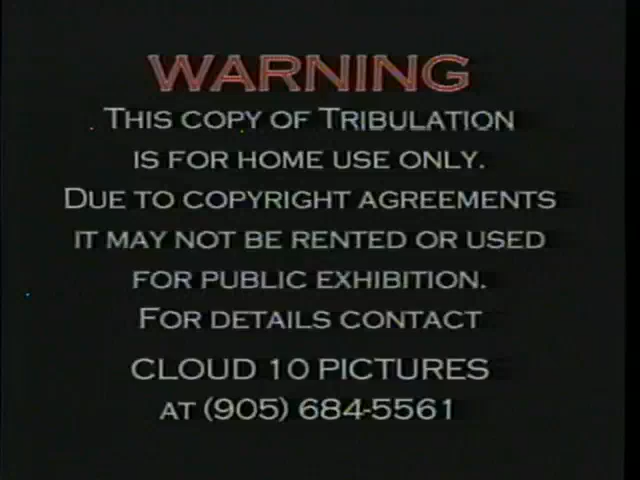 WARNING
THIS COPY OF TRIBULATION
IS FOR HOME USE ONLY.
DUE TO COPYRIGHT AGREEMENTS
IT MAY NOT BE RENTED OR USED
FOR PUBLIC EXHIBITION.
FOR DETAILS CONTACT
CLOUD 10 PICTURES
AT (905) 684-5561